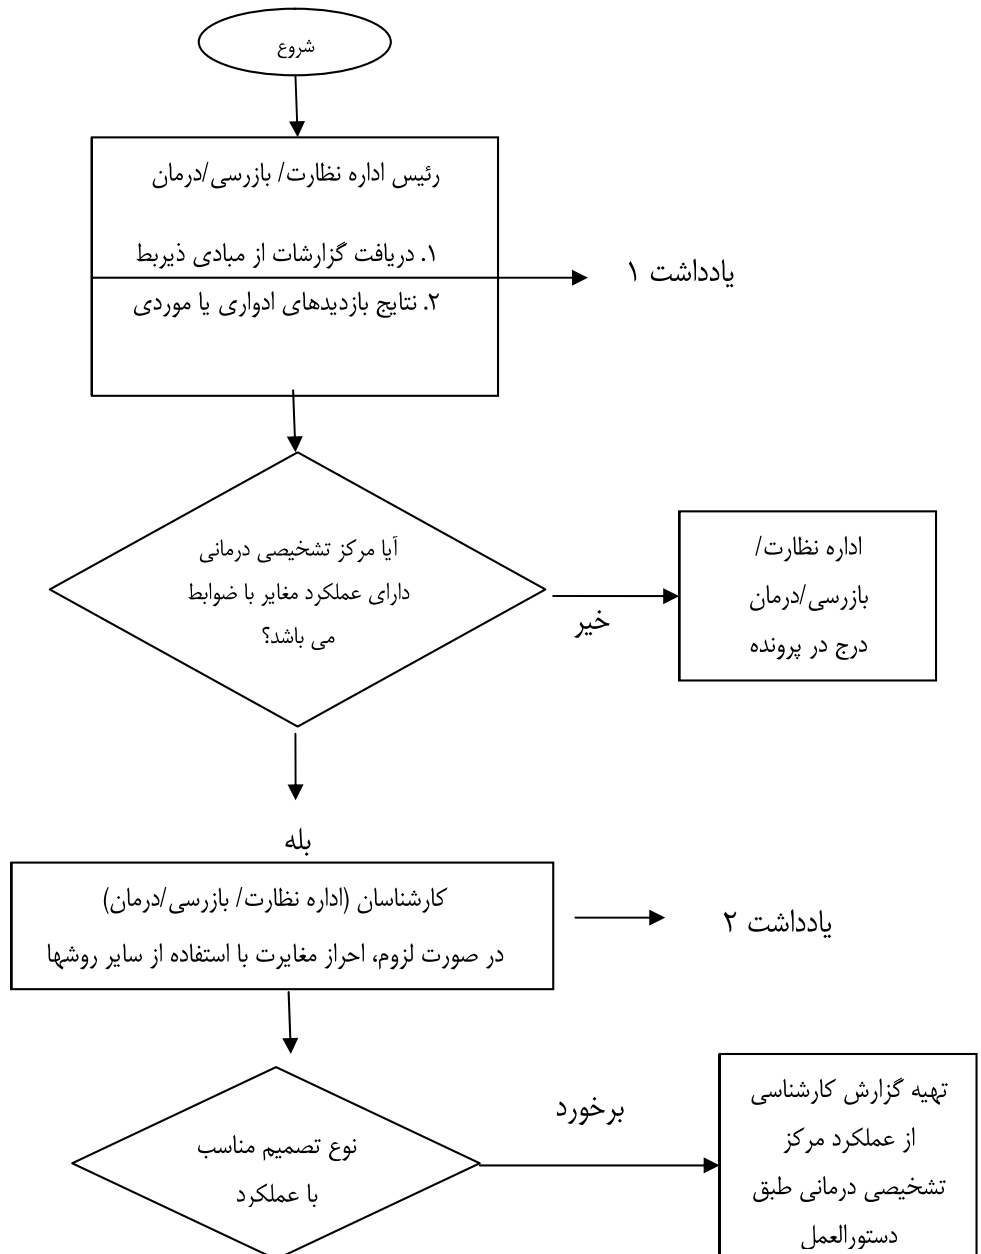 شروع
رئیس اداره نظارت/ بازرسی/درمان
۱. دریافت گزارشات از مبادی ذیربط
یادداشت ۱
۲. نتایج بازدیدهای ادواری یا موردی
آیا مرکز تشخیصی درمانی
دارای عملکرد مغایر با ضوابط
می باشد؟
خیر
اداره نظارت/
بازرسی/درمان
درج در پرونده
بله
کارشناسان (اداره نظارت/ بازرسی/درمان)
در صورت لزوم، احراز مغایرت با استفاده از سایر روشها
یادداشت ۲
نوع تصمیم مناسب
با عملکرد
برخورد
تهیه گزارش کارشناسی
از عملکرد مرکز
تشخیصی درمانی طبق
دستورالعمل